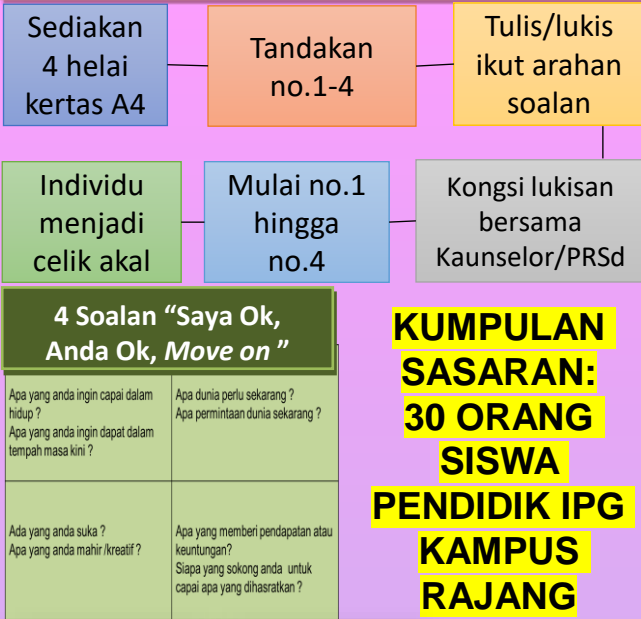 Sediakan
4 helai
kertas A4
Tandakan
no.1-4
Tulis/lukis
ikut arahan
soalan
Individu
menjadi
celik akal
Mulai no.1
hingga
no.4
Kongsi lukisan
bersama
Kaunselor/PRSd
4 Soalan “Saya Ok,
Anda Ok, Move on ”
Apa yang anda ingin capai dalam
hidup ?
Apa yang anda ingin dapat dalam
tempah masa kini ?
Apa dunia perlu sekarang ?
Apa permintaan dunia sekarang ?
Ada yang anda suka ?
Apa yang anda mahir /kreatif ?
Apa yang memberi pendapatan atau
keuntungan?
Siapa yang sokong anda untuk
capai apa yang dihasratkan ?
KUMPULAN
SASARAN:
30 ORANG
SISWA
PENDIDIK IPG
KAMPUS
RAJANG